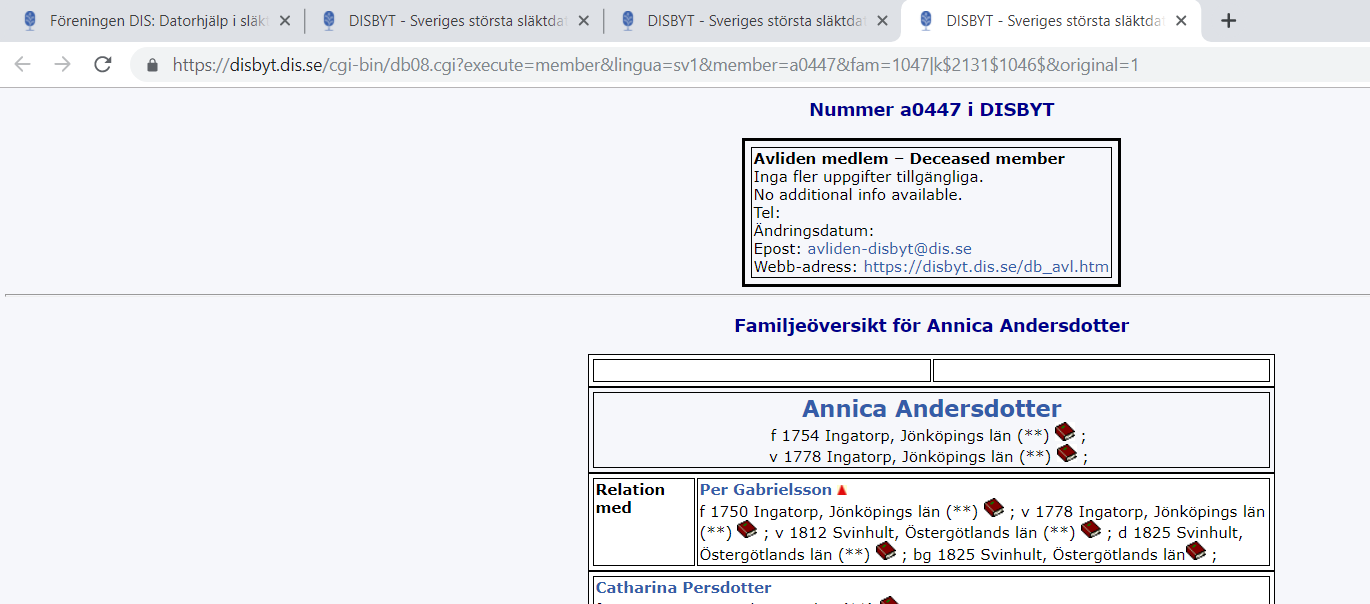 Föreningen DIS: Datorhjälp i släkt
DISBYT - Sveriges största släktdat
DISBYT - Sveriges största släktdat
DISBYT - Sveriges största släktdat
https://disbyt.dis.se/cgi-bin/db08.cgi?execute=member&lingua=sv1&member=a0447&fam=1047|k$2131$1046$&original=1
Nummer a0447 i DISBYT
Avliden medlem – Deceased member
Inga fler uppgifter tillgängliga.
No additional info available.
Tel:
Ändringsdatum:
Epost: avliden-disbyt@dis.se
Webb-adress: https://disbyt.dis.se/db_avl.htm
Familjeöversikt för Annica Andersdotter
Annica Andersdotter
f 1754 Ingatorp, Jönköpings län (**) ;
v 1778 Ingatorp, Jönköpings län (**) ;
Relation
med
Per Gabrielsson
f 1750 Ingatorp, Jönköpings län (**) ; v 1778 Ingatorp, Jönköpings län
(**) ; v 1812 Svinhult, Östergötlands län (**) ; d 1825 Svinhult,
Östergötlands län (**) ; bg 1825 Svinhult, Östergötlands län ;
Catharina Persdotter